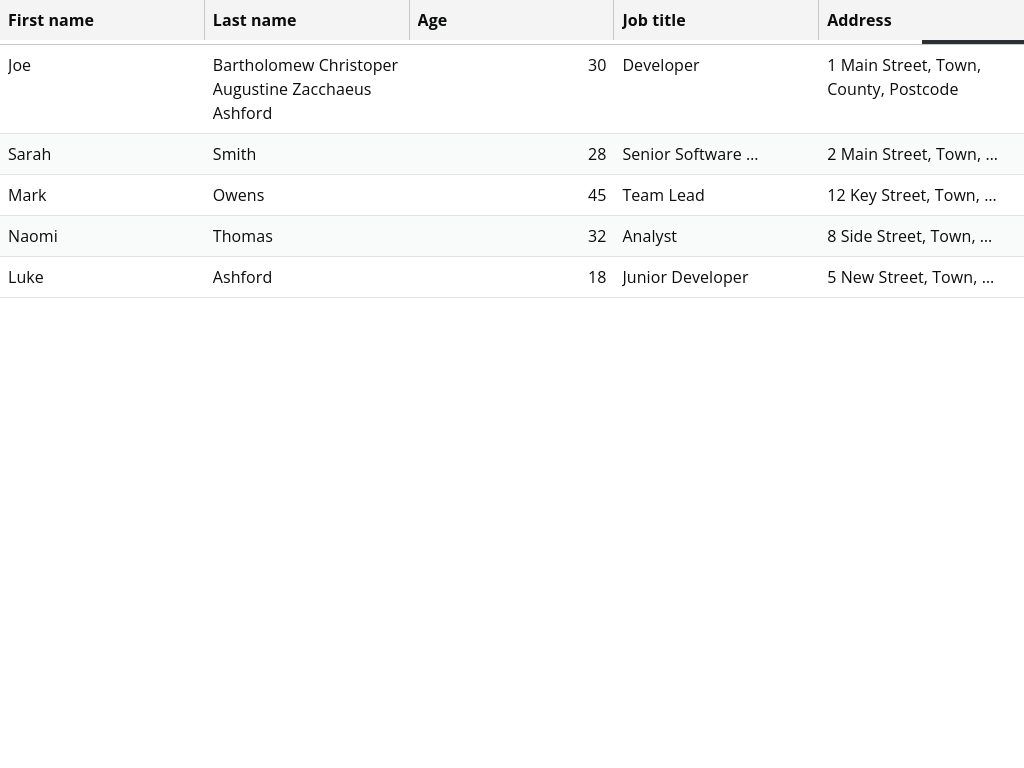 First name Last name Age Job title Address
Joe Bartholomew Christoper 30 Developer 1 Main Street, Town,
Augustine Zacchaeus County, Postcode
Ashford
Sarah Smith 28 Senior Software ... 2 Main Street, Town, ...
Mark Owens 45 Team Lead 12 Key Street, Town, ...
Naomi Thomas 32 Analyst 8 Side Street, Town, ...
Luke Ashford 18 Junior Developer 5 New Street, Town, ...